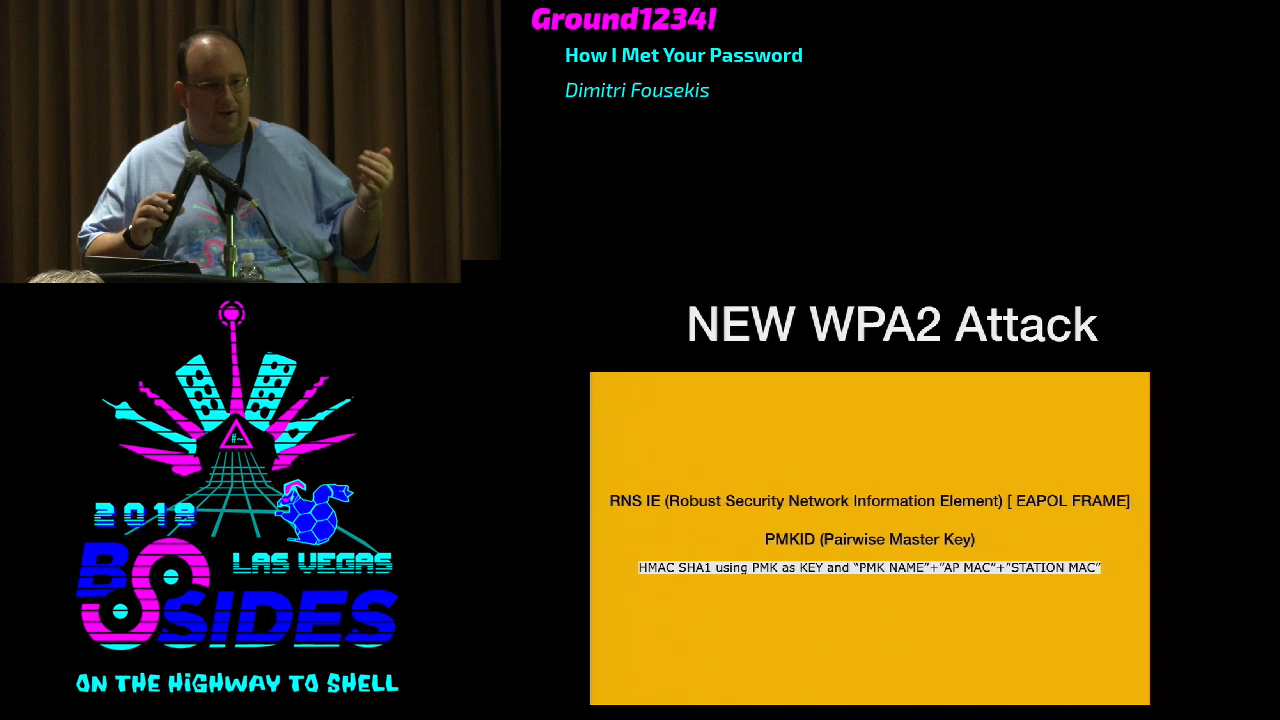 Ground1234!
How I Met Your Password
Dimitri Fousekis
NEW WPA2 Attack
RNS IE (Robust Security Network Information Element) [ EAPOL FRAME]
PMKID (Pairwise Master Key)
HMAC SHA1 using PMK as KEY and “PMK NAME”+”AP MAC”+”STATION MAC”
#~
2019
LAS VEGAS
BSIDES
ON THE HIGHWAY TO SHELL